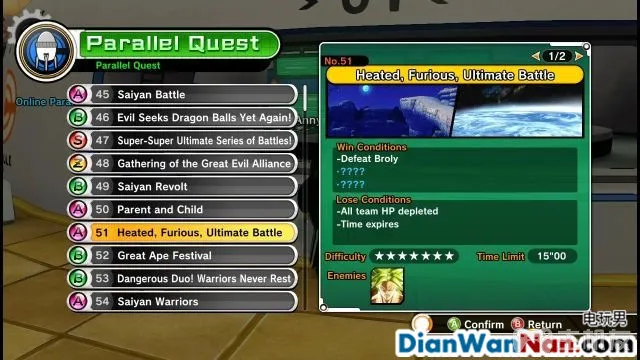 Parallel Quest
Parallel Quest
A 45 Saiyan Battle
B 46 Evil Seeks Dragon Balls Yet Again!
S 47 Super-Super Ultimate Series of Battles!
Z 48 Gathering of the Great Evil Alliance
B 49 Saiyan Revolt
A 50 Parent and Child
A 51 Heated, Furious, Ultimate Battle
B 52 Great Ape Festival
B 53 Dangerous Duo! Warriors Never Rest
A 54 Saiyan Warriors
Online Para
Anny
No.51
1/2
Heated, Furious, Ultimate Battle
Win Conditions
-Defeat Broly
-????
-????
Lose Conditions
-All team HP depleted
-Time expires
Difficulty ★★★★★★★
Time Limit 15"00
Enemies
A Confirm B Return
电玩男
DianWanNan.com